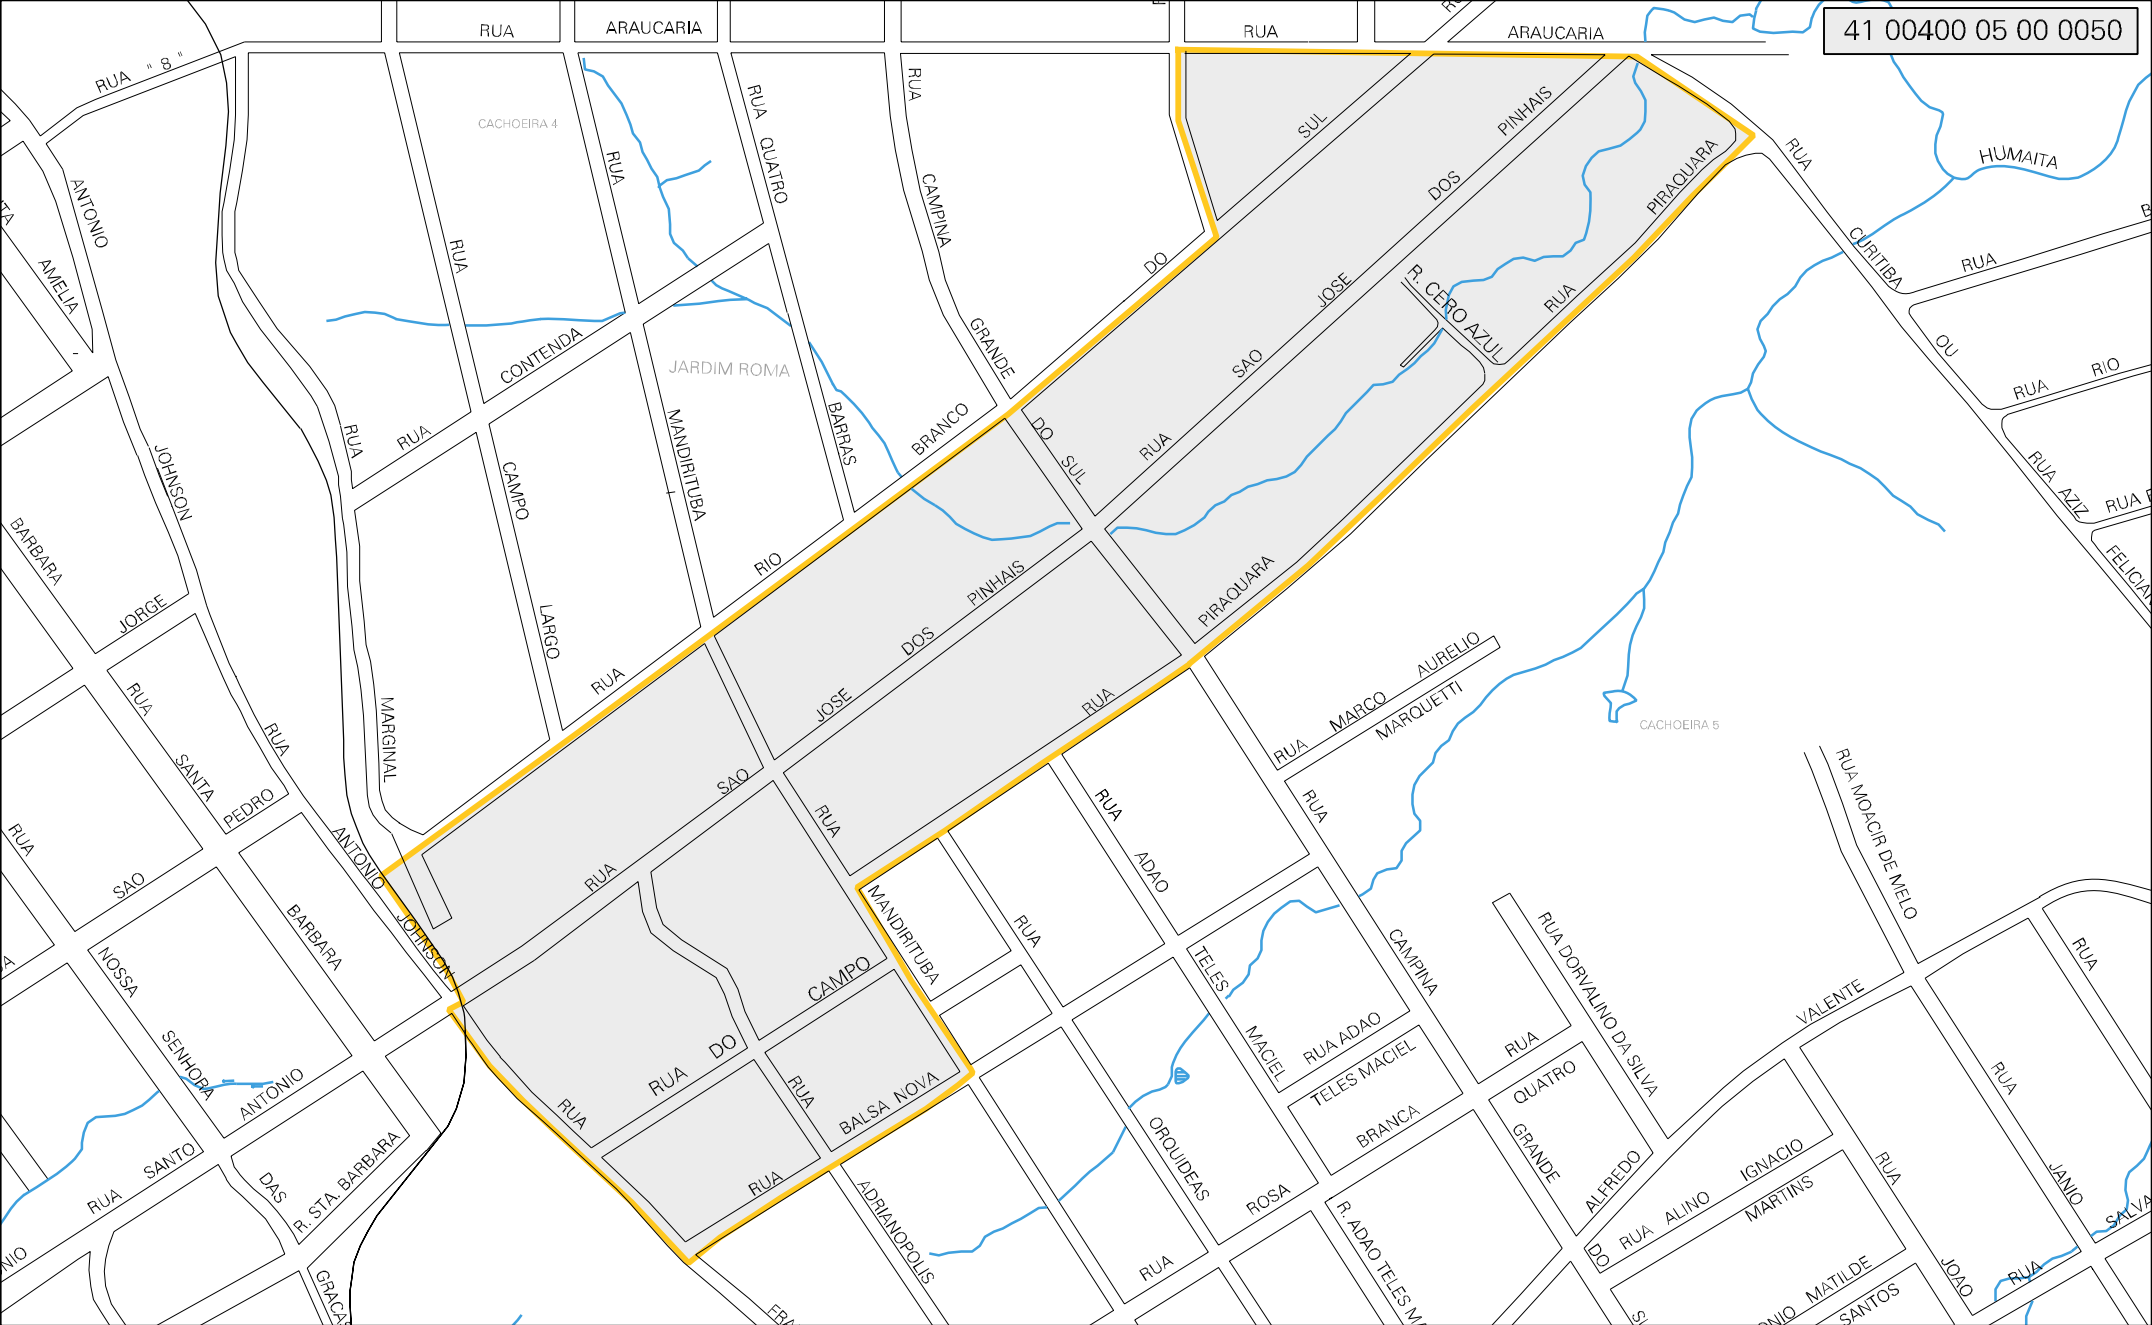 41 00400 05 00 0050
RUA
ARAUCARIA
RUA
ARAUCARIA
RUA " 8 "
CACHOEIRA 4
RUA QUATRO
BARRAS
RUA
CAMPINA
GRANDE
DO
SUL
RUA
MANDIRITUBA
RUA
CAMPO
LARGO
ANTONIO
JOHNSON
AMELIA
RUA
CONTENDA
JARDIM ROMA
RUA
MARGINAL
RUA
RIO
BRANCO
DO
SUL
RUA
SAO
JOSE
DOS
PINHAIS
RUA
SAO
JOSE
DOS
PINHAIS
R. CERO AZUL
RUA
PIRAQUARA
RUA
PIRAQUARA
RUA
CURITIBA
OU
HUMAITA
RUA
RUA
RIO
RUA AZIZ
RUA
FELICIAN
BARBARA
JORGE
RUA
SANTA
BARBARA
RUA
ANTONIO
JOHNSON
SAO
PEDRO
RUA
NOSSA
SENHORA
DAS
GRACAS
RUA
SANTO
ANTONIO
R. STA. BARBARA
NIO
RUA
MANDIRITUBA
RUA
DO
CAMPO
RUA
BALSA NOVA
RUA
ADRIANOPOLIS
RUA
FRA
RUA
MARCO
AURELIO
MARQUETTI
CACHOEIRA 5
RUA
ADAO
TELES
MACIEL
RUA
ORQUIDEAS
RUA
CAMPINA
GRANDE
DO
RUA ADAO
TELES MACIEL
RUA
ROSA
BRANCA
RUA
QUATRO
R. ADAO TELES MA
RUA DORVALINO DA SILVA
RUA MOACIR DE MELO
ALFREDO
VALENTE
RUA
ALINO
IGNACIO
MARTINS
RUA
JOAO
RUA
JANIO
RUA
NIO
MATILDE
SANTOS
RUA
SALVA